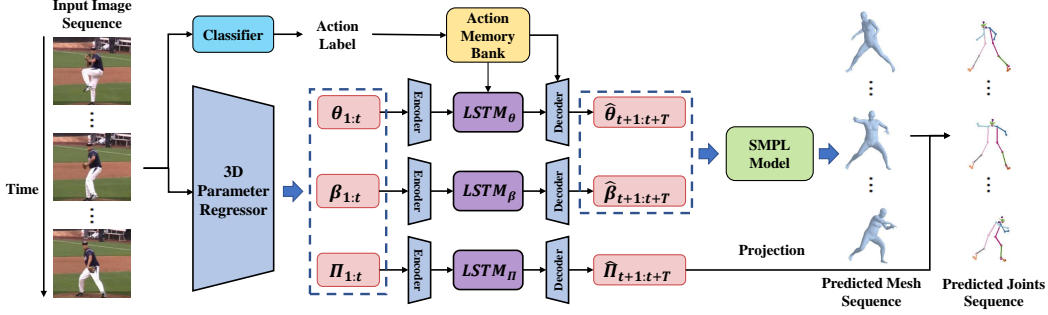 Input Image
Sequence
Time
Classifier
Action
Label
Action
Memory
Bank
3D
Parameter
Regressor
θ1:t
Encoder
LSTMθ
Decoder
θ̂t+1:t+T
β1:t
Encoder
LSTMβ
Decoder
β̂t+1:t+T
Π1:t
Encoder
LSTMΠ
Decoder
Π̂t+1:t+T
SMPL
Model
Projection
Predicted Mesh
Sequence
Predicted Joints
Sequence